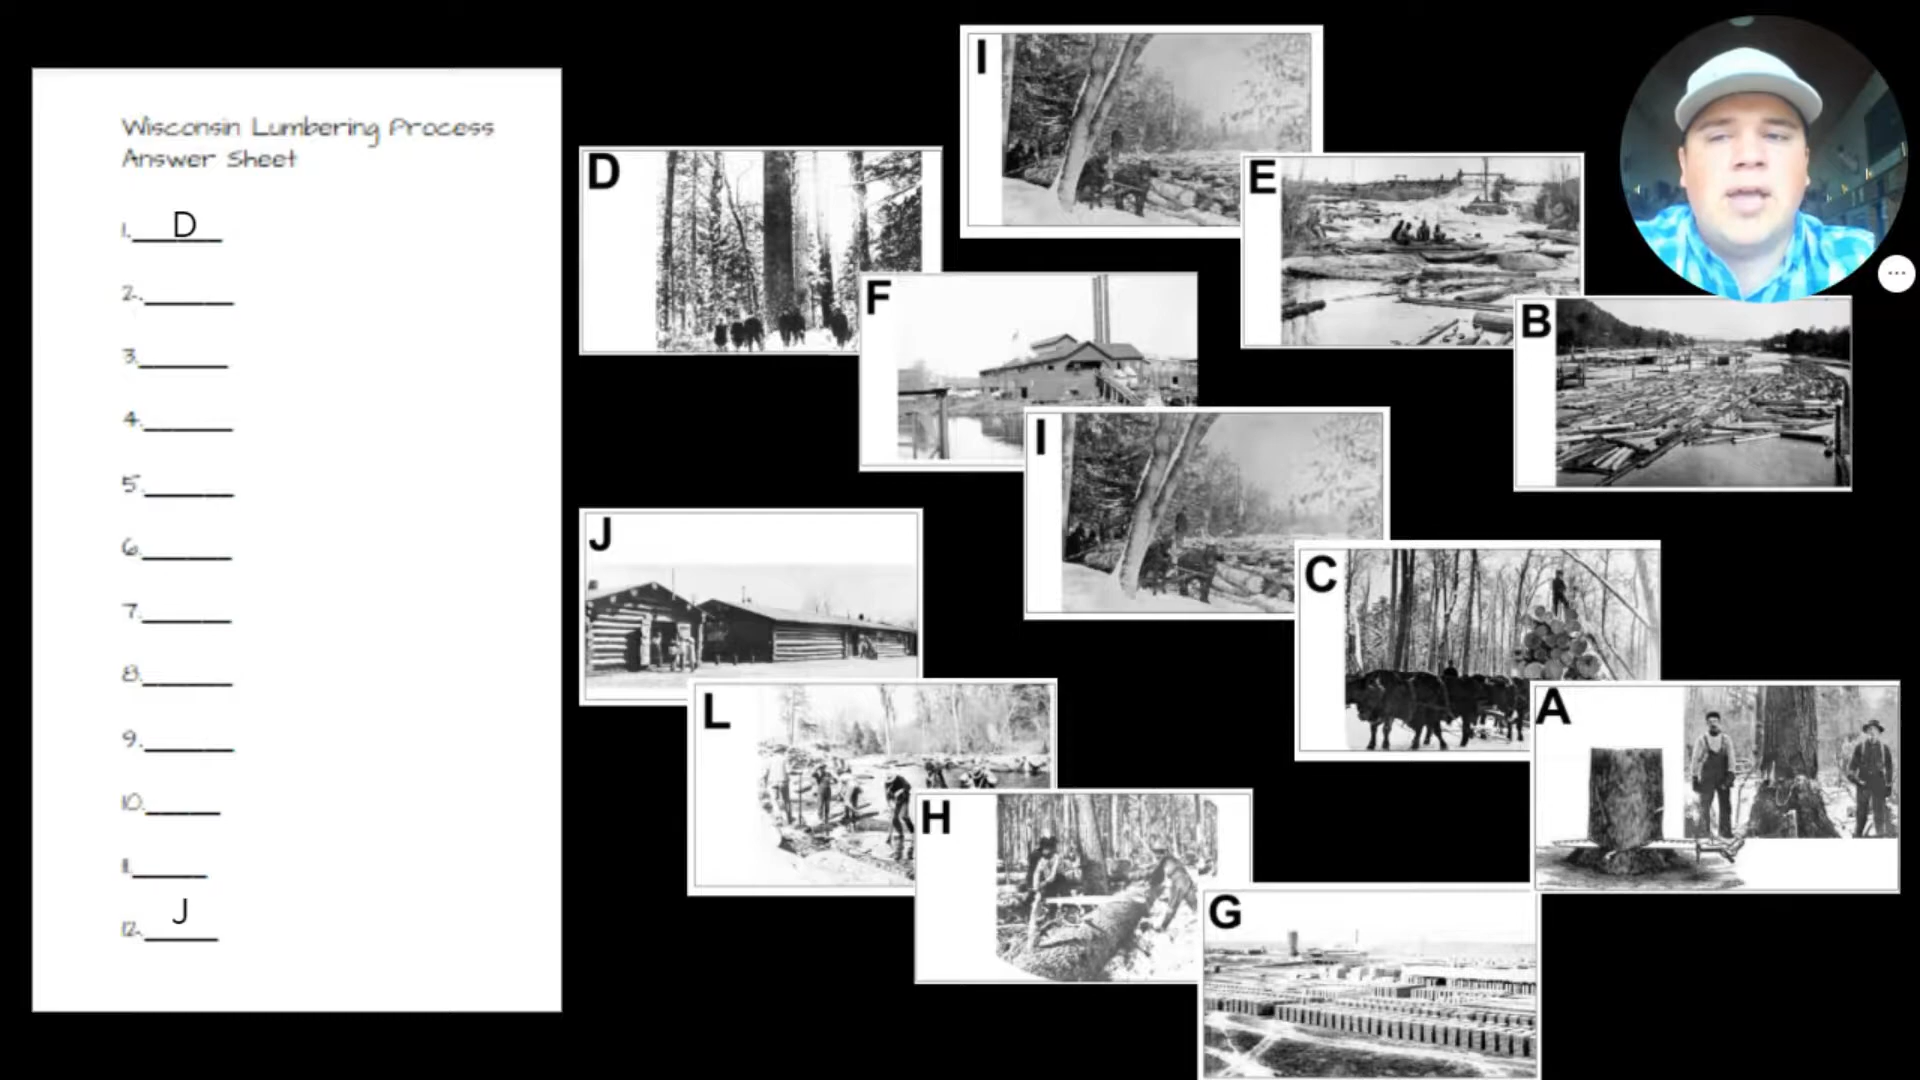 Wisconsin Lumbering Process
Answer Sheet
1. D
2.
3.
4.
5.
6.
7.
8.
9.
10.
11.
12. J
I
D
E
F
B
I
J
C
L
A
H
G